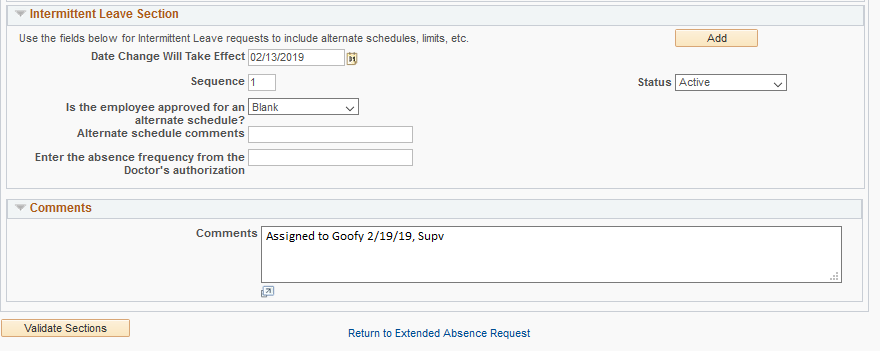 Intermittent Leave Section
Use the fields below for Intermittent Leave requests to include alternate schedules, limits, etc.
Add
Date Change Will Take Effect 02/13/2019
Sequence 1
Status Active
Is the employee approved for an
alternate schedule?
Blank
Alternate schedule comments
Enter the absence frequency from the
Doctor's authorization
Comments
Comments
Assigned to Goofy 2/19/19, Supv
Validate Sections
Return to Extended Absence Request